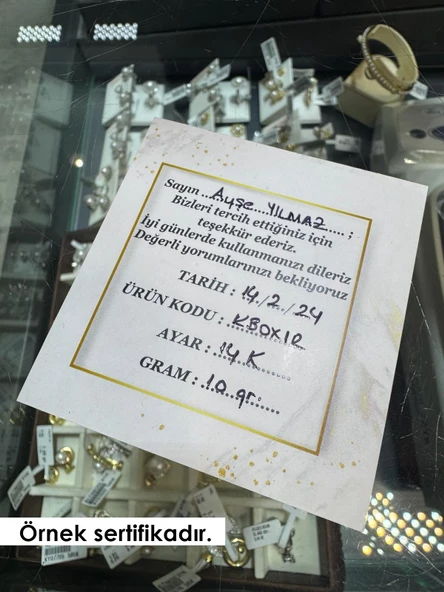 Sayın ... Ayşe .... YILMAZ .... ;
Bizleri tercih ettiğiniz için
teşekkür ederiz.
İyi günlerde kullanmanızı dileriz
Değerli yorumlarınızı bekliyoruz
TARİH : 14./2./24
ÜRÜN KODU : KBOX12
AYAR : 14 K
GRAM : 1.0 gr.
Örnek sertifikadır.